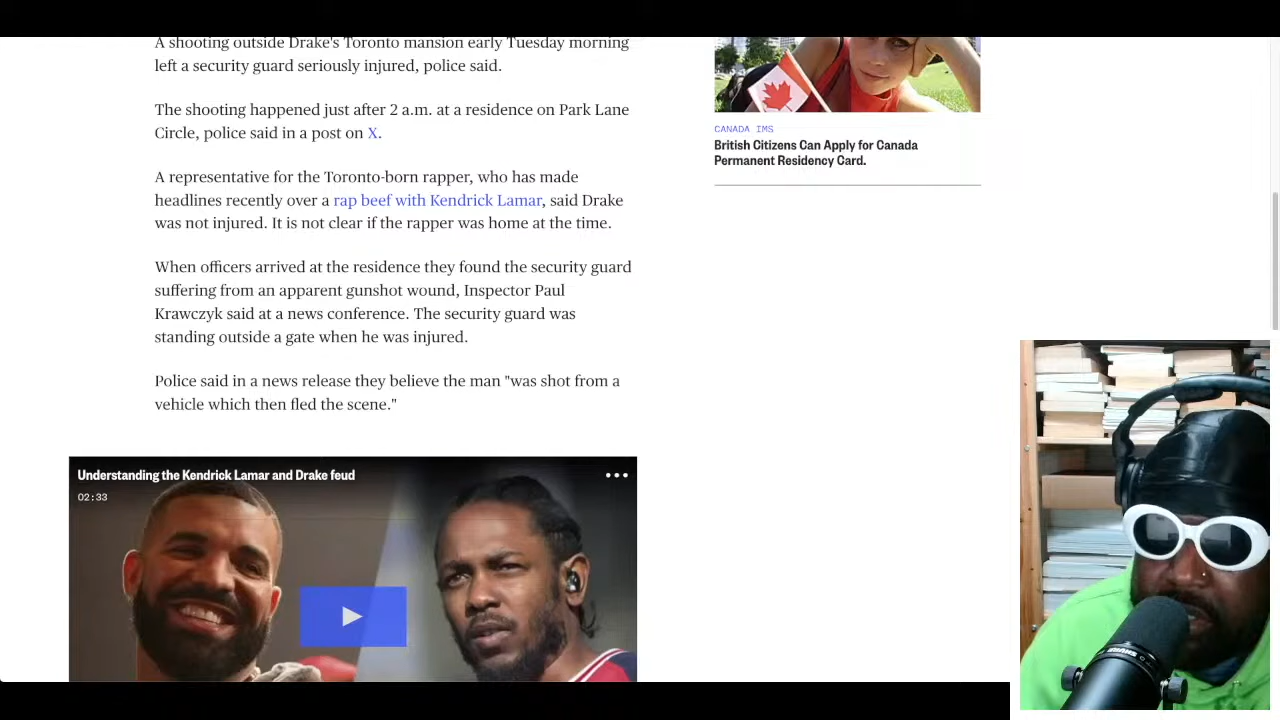 A shooting outside Drake's Toronto mansion early Tuesday morning
left a security guard seriously injured, police said.
The shooting happened just after 2 a.m. at a residence on Park Lane
Circle, police said in a post on X.
A representative for the Toronto-born rapper, who has made
headlines recently over a rap beef with Kendrick Lamar, said Drake
was not injured. It is not clear if the rapper was home at the time.
When officers arrived at the residence they found the security guard
suffering from an apparent gunshot wound, Inspector Paul
Krawczyk said at a news conference. The security guard was
standing outside a gate when he was injured.
Police said in a news release they believe the man "was shot from a
vehicle which then fled the scene."
Understanding the Kendrick Lamar and Drake feud
02:33
CANADA IMS
British Citizens Can Apply for Canada
Permanent Residency Card.